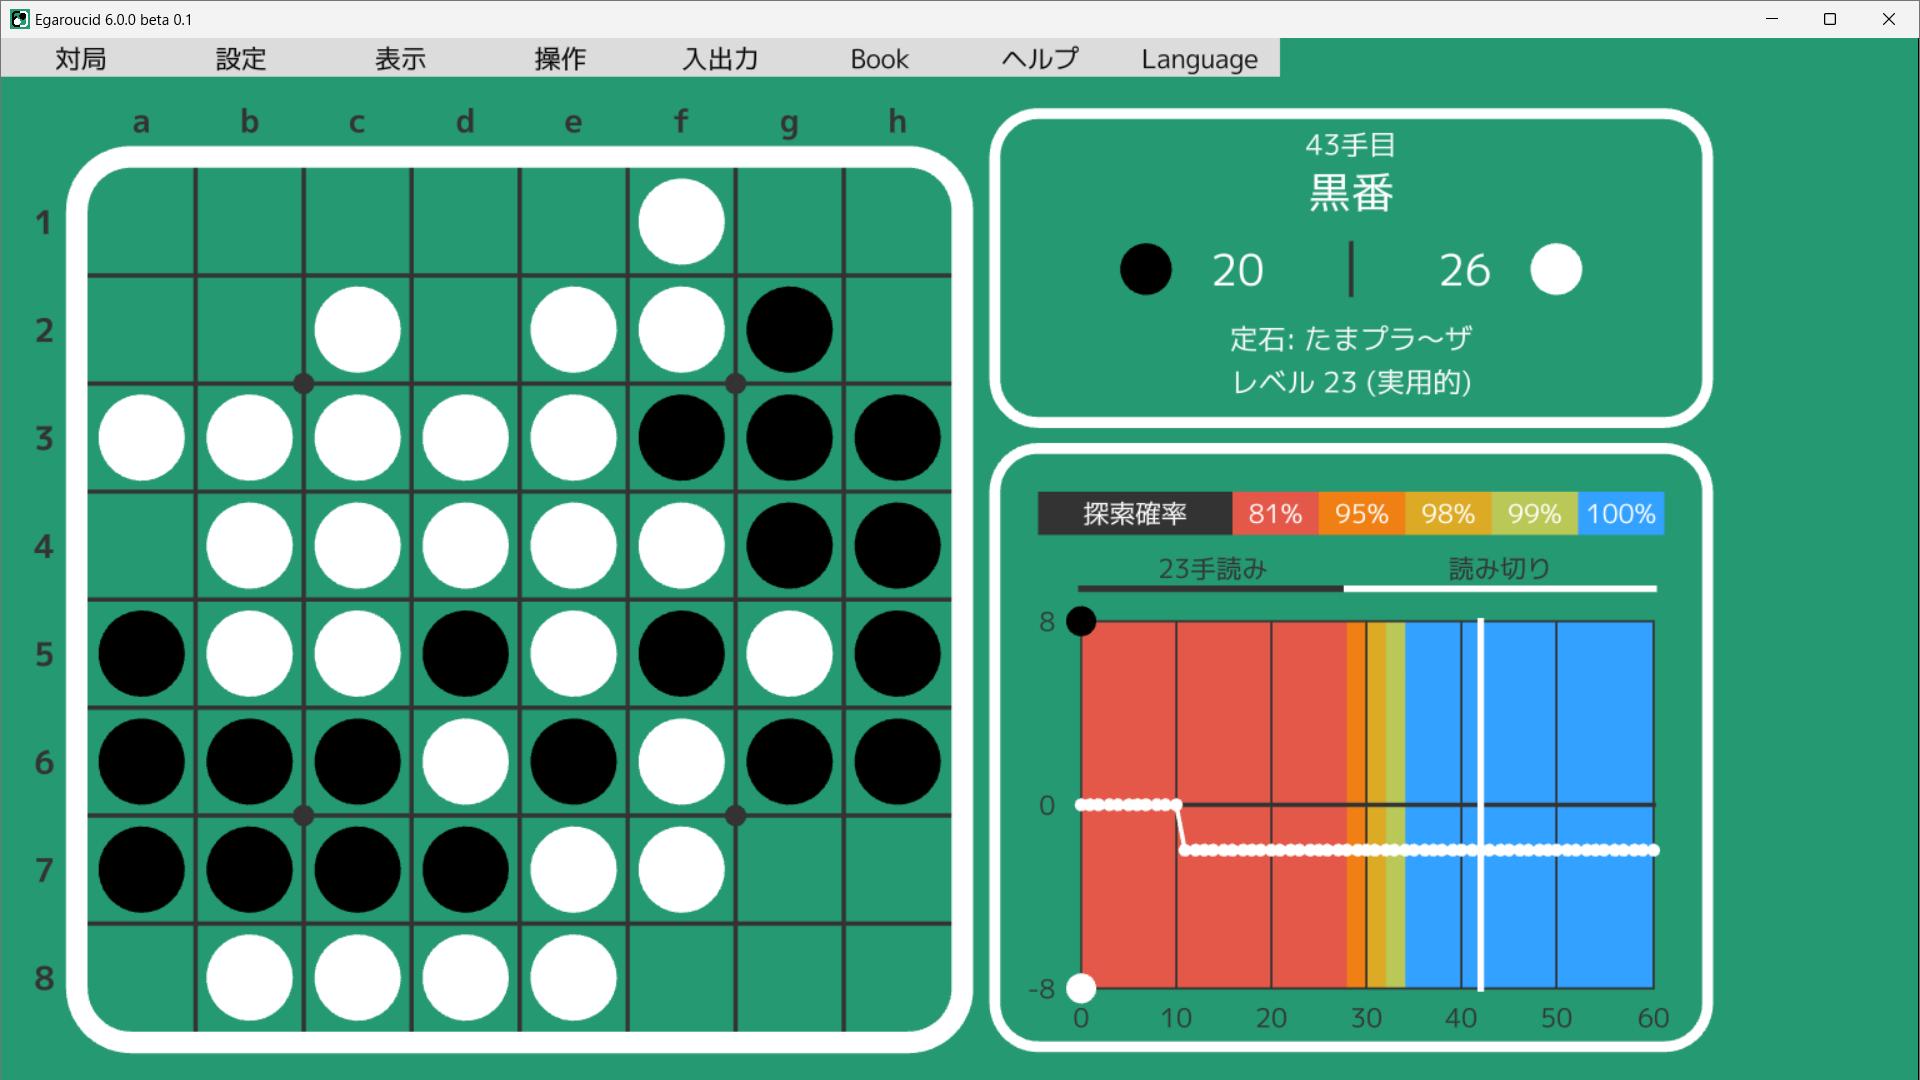 Egaroucid 6.0.0 beta 0.1
対局 設定 表示 操作 入出力 Book ヘルプ Language
a b c d e f g h
1
2
3
4
5
6
7
8
43手目
黒番
20 26
定石: たまプラ〜ザ
レベル 23 (実用的)
探索確率 81% 95% 98% 99% 100%
23手読み 読み切り
8
0
-8
0 10 20 30 40 50 60